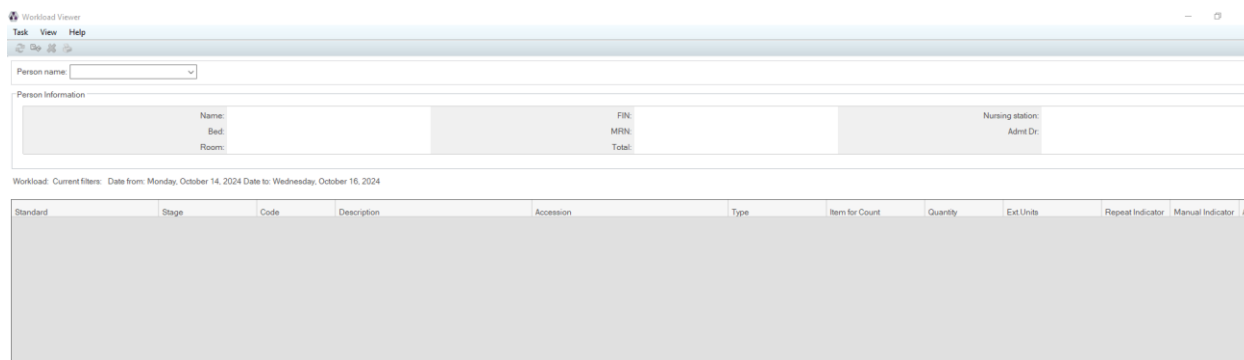 Workload Viewer
Task View Help
Person name:
Person Information
Name: FIN: Nursing station:
Bed: MRN: Admt Dr:
Room: Total:
Workload: Current filters: Date from: Monday, October 14, 2024 Date to: Wednesday, October 16, 2024
Standard Stage Code Description Accession Type Item for Count Quantity Ext Units Repeat Indicator Manual Indicator